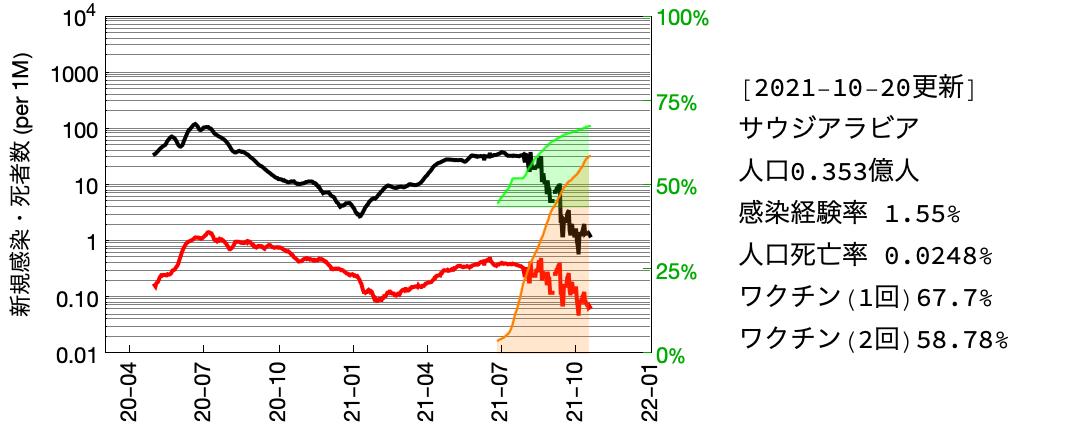 新規感染・死者数 (per 1M)
10^4
1000
100
10
1
0.10
0.01
100%
75%
50%
25%
0%
20-04
20-07
20-10
21-01
21-04
21-07
21-10
22-01
[2021-10-20更新]
サウジアラビア
人口0.353億人
感染経験率 1.55%
人口死亡率 0.0248%
ワクチン(1回)67.7%
ワクチン(2回)58.78%